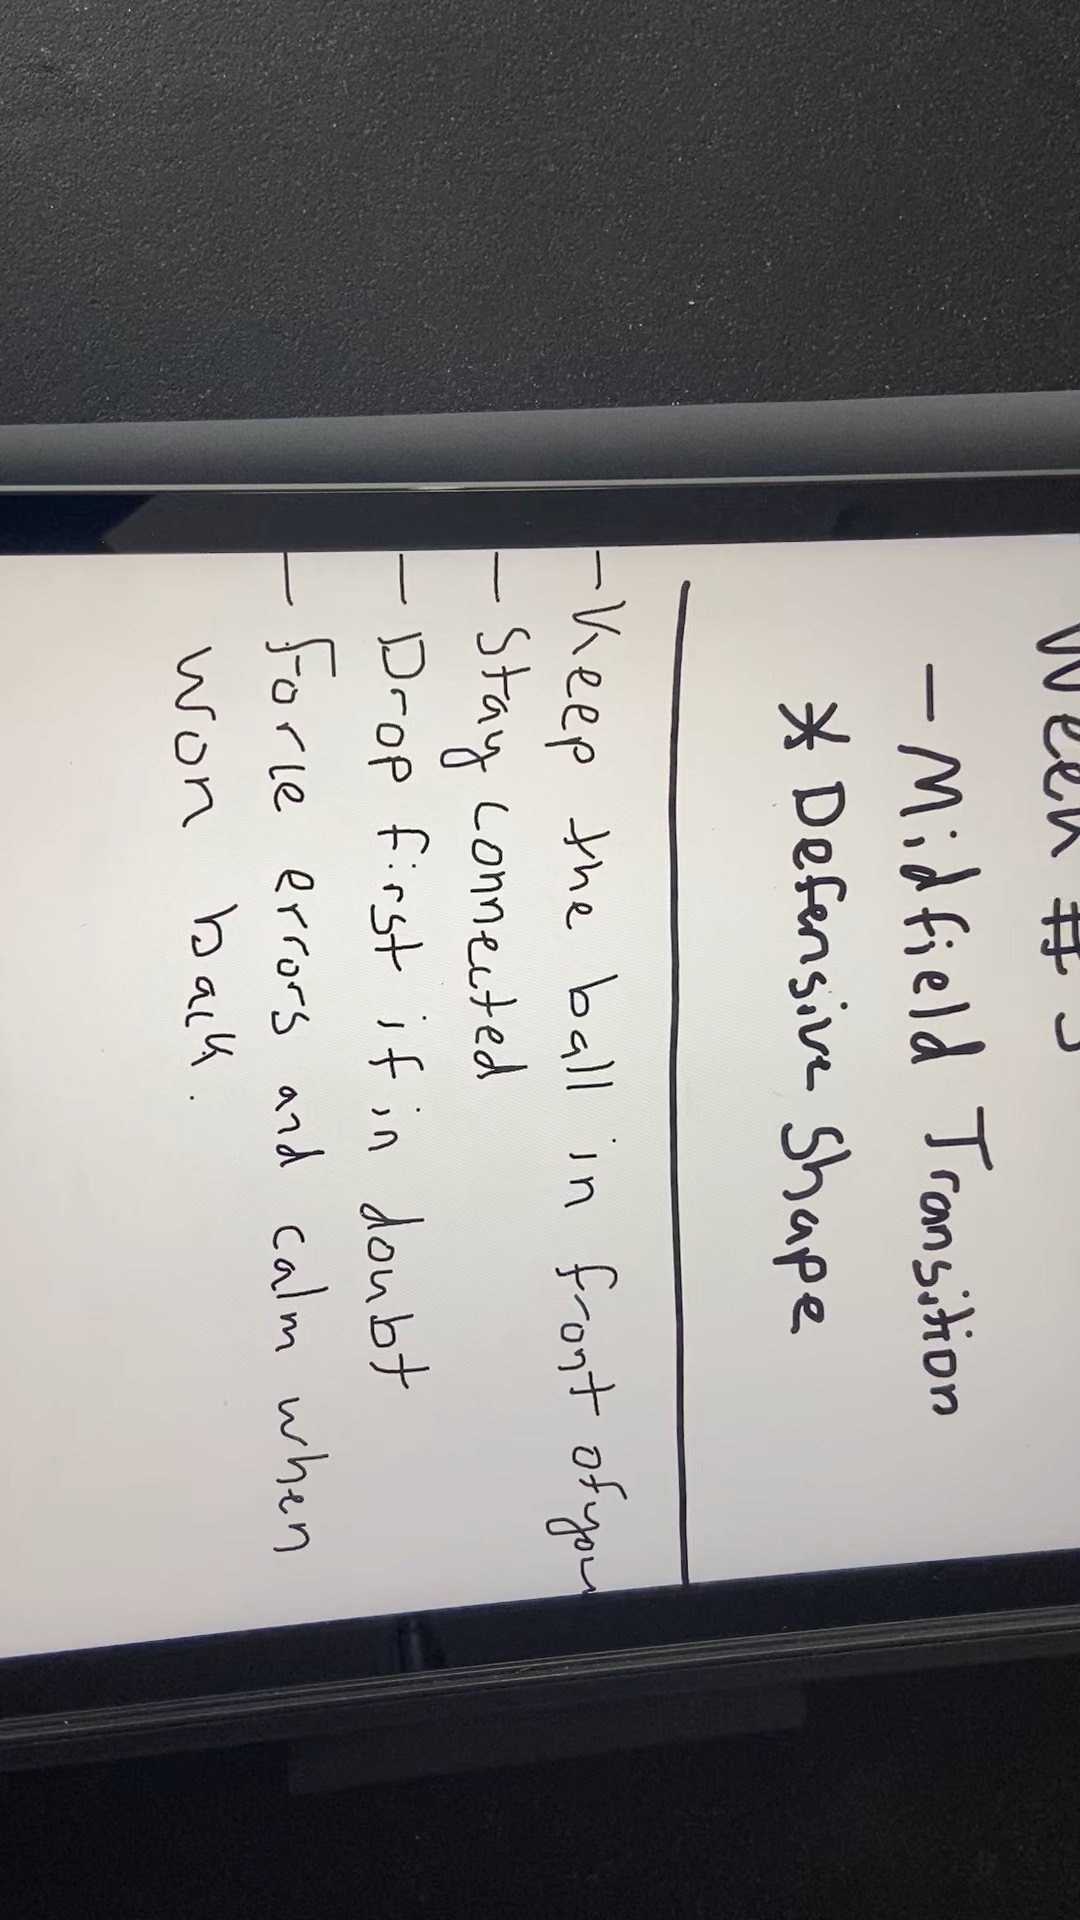 Week #
- Midfield Transition
* Defensive Shape
- Keep the ball in front of you
- Stay connected
- Drop first if in doubt
- Force errors and calm when
won back.